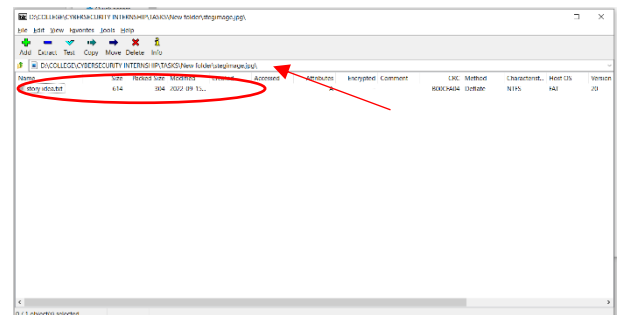 D:\COLLEGE\CYBERSECURITY INTERNSHIP\TASKS\New folder\stegimage.jpg\
File Edit View Favorites Tools Help
Add Extract Test Copy Move Delete Info
D:\COLLEGE\CYBERSECURITY INTERNSHIP\TASKS\New folder\stegimage.jpg\
Name Size Packed Size Modified Accessed Attributes Encrypted Comment CRC Method Characterist... Host OS Version
story idea.txt 614 304 2022-09-15... A Deflate NTFS FAT 20
0 / 1 object(s) selected